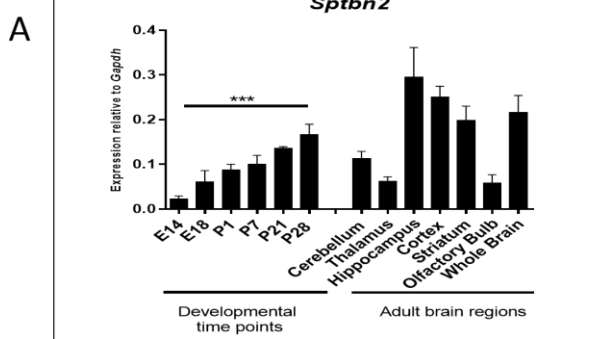 A
Sptbn2
Expression relative to Gapdh
0.4
0.3
0.2
0.1
0.0
***
E14
E18
P1
P7
P21
P28
Cerebellum
Thalamus
Hippocampus
Cortex
Striatum
Olfactory Bulb
Whole Brain
Developmental
time points
Adult brain regions